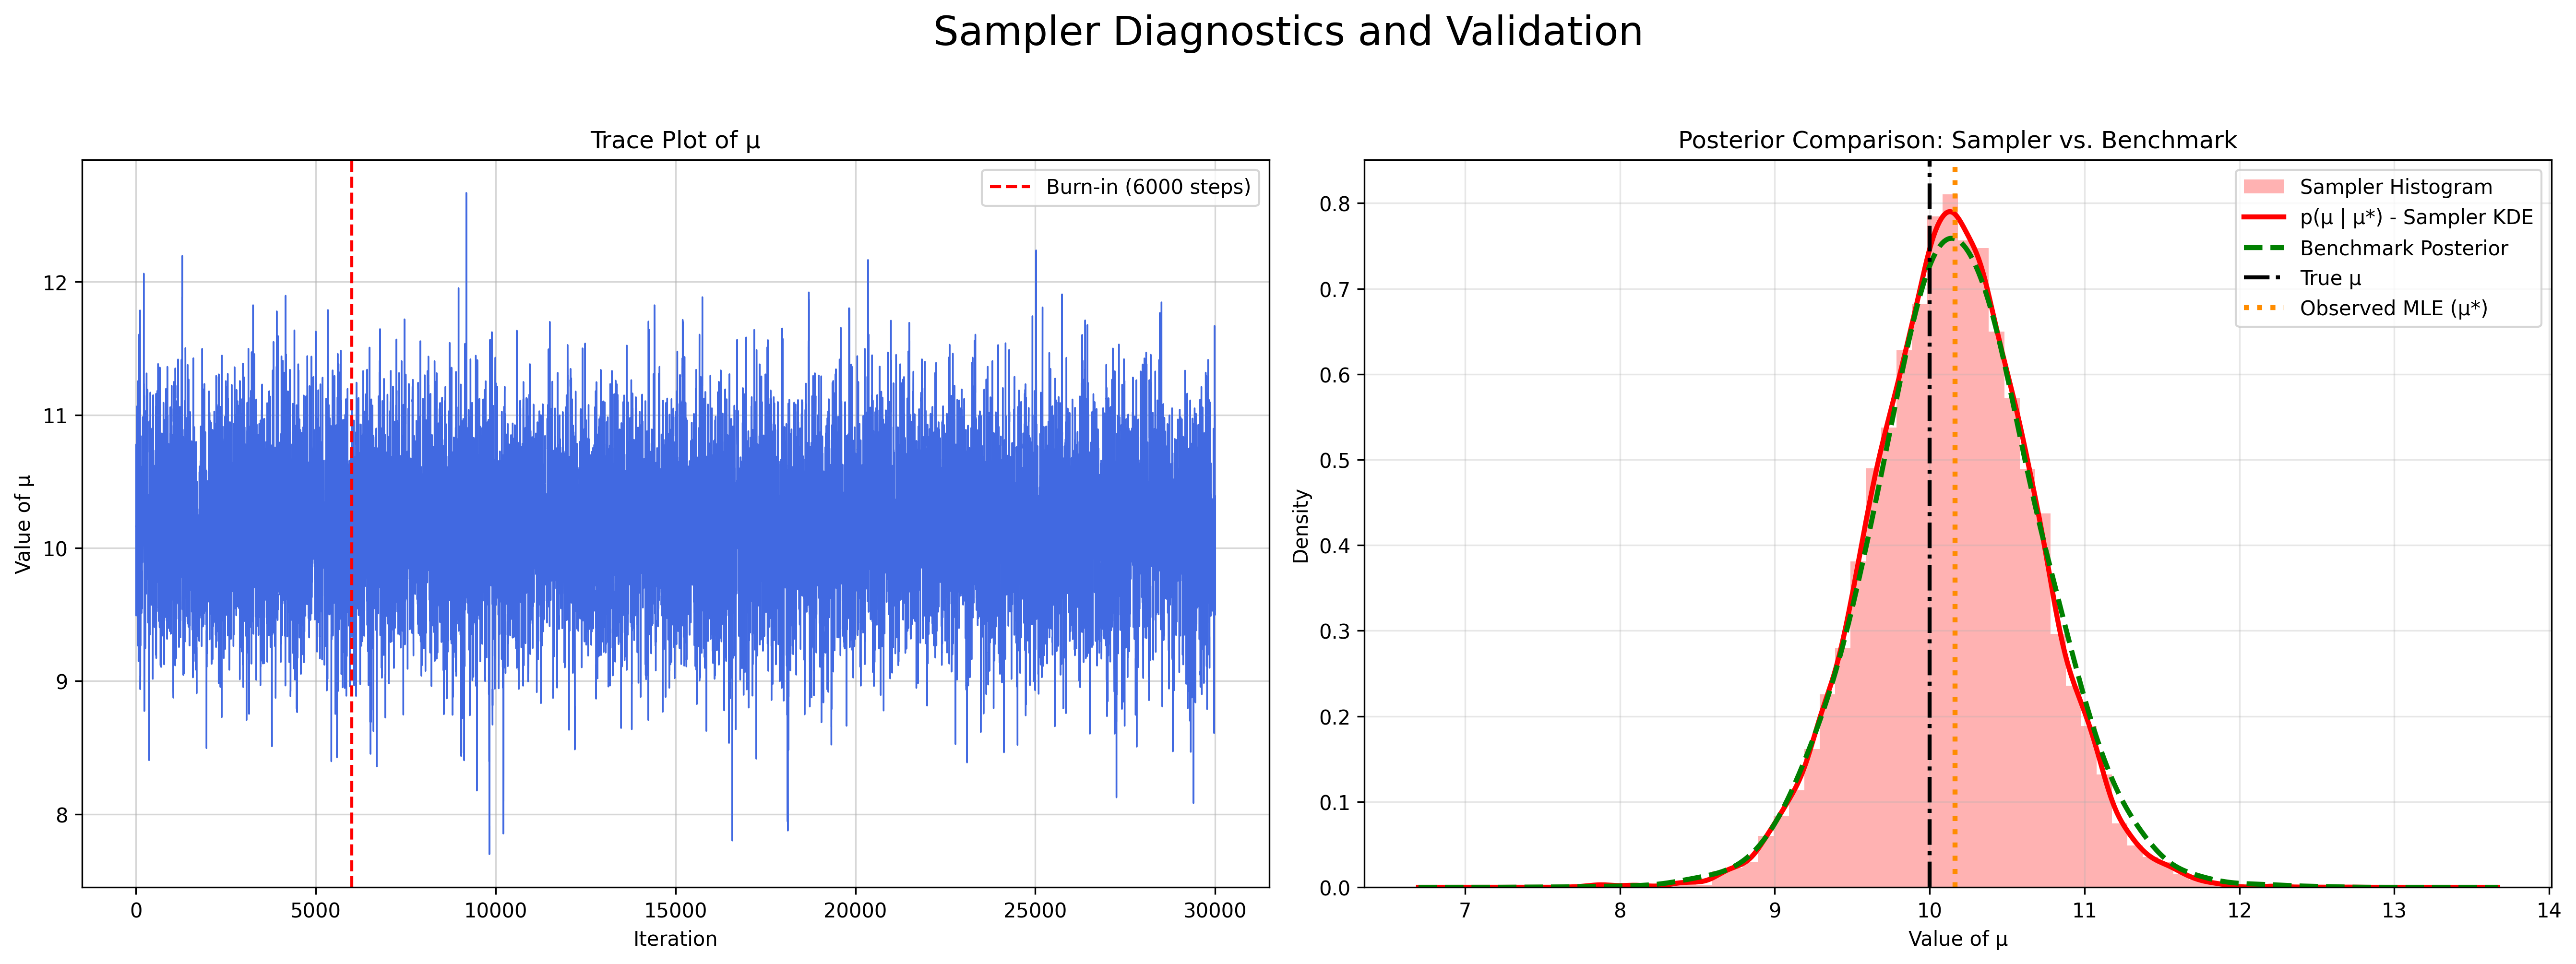 Sampler Diagnostics and Validation
Trace Plot of μ
Burn-in (6000 steps)
Value of μ
12
11
10
9
8
0 5000 10000 15000 20000 25000 30000
Iteration
Posterior Comparison: Sampler vs. Benchmark
Sampler Histogram
p(μ | μ*) - Sampler KDE
Benchmark Posterior
True μ
Observed MLE (μ*)
Density
0.8
0.7
0.6
0.5
0.4
0.3
0.2
0.1
0.0
7 8 9 10 11 12 13 14
Value of μ